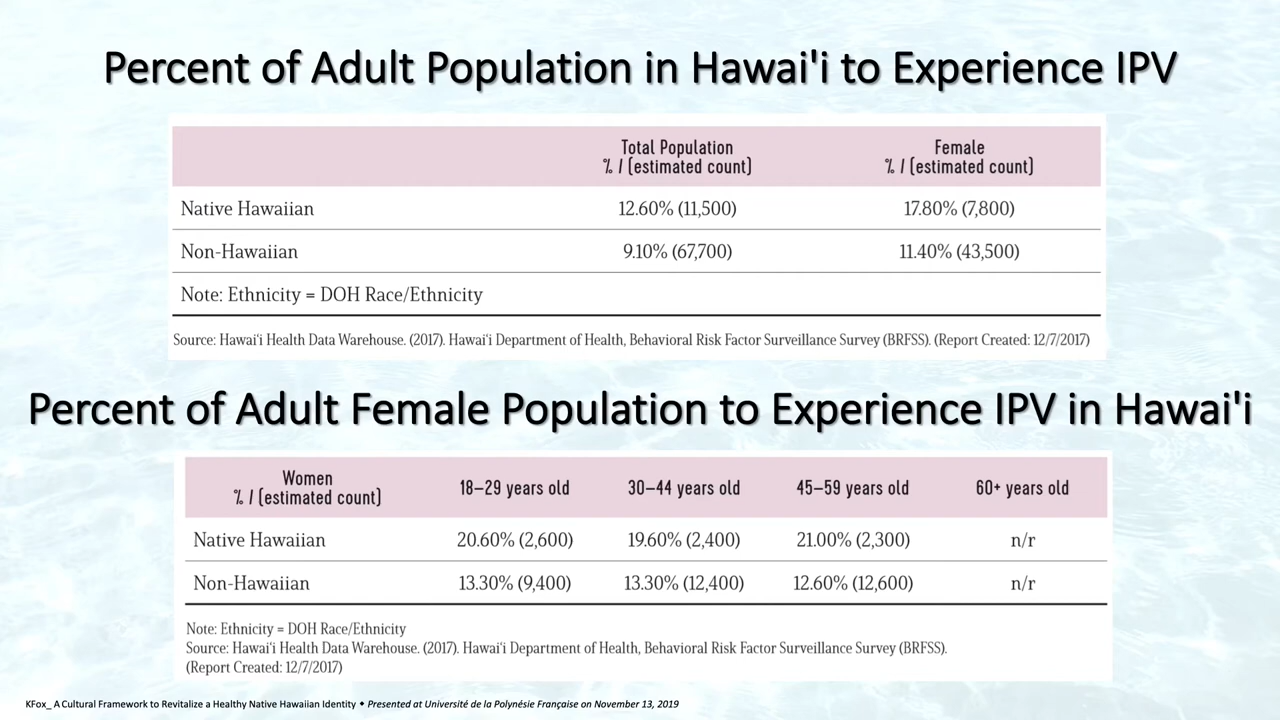 Percent of Adult Population in Hawai'i to Experience IPV
Total Population
% / (estimated count)
Female
% / (estimated count)
Native Hawaiian 12.60% (11,500) 17.80% (7,800)
Non-Hawaiian 9.10% (67,700) 11.40% (43,500)
Note: Ethnicity = DOH Race/Ethnicity
Source: Hawai‘i Health Data Warehouse. (2017). Hawai‘i Department of Health, Behavioral Risk Factor Surveillance Survey (BRFSS). (Report Created: 12/7/2017)
Percent of Adult Female Population to Experience IPV in Hawai'i
Women
% / (estimated count)
18–29 years old 30–44 years old 45–59 years old 60+ years old
Native Hawaiian 20.60% (2,600) 19.60% (2,400) 21.00% (2,300) n/r
Non-Hawaiian 13.30% (9,400) 13.30% (12,400) 12.60% (12,600) n/r
Note: Ethnicity = DOH Race/Ethnicity
Source: Hawai‘i Health Data Warehouse. (2017). Hawai‘i Department of Health, Behavioral Risk Factor Surveillance Survey (BRFSS).
(Report Created: 12/7/2017)
KFox_ A Cultural Framework to Revitalize a Healthy Native Hawaiian Identity • Presented at Université de la Polynésie Française on November 13, 2019